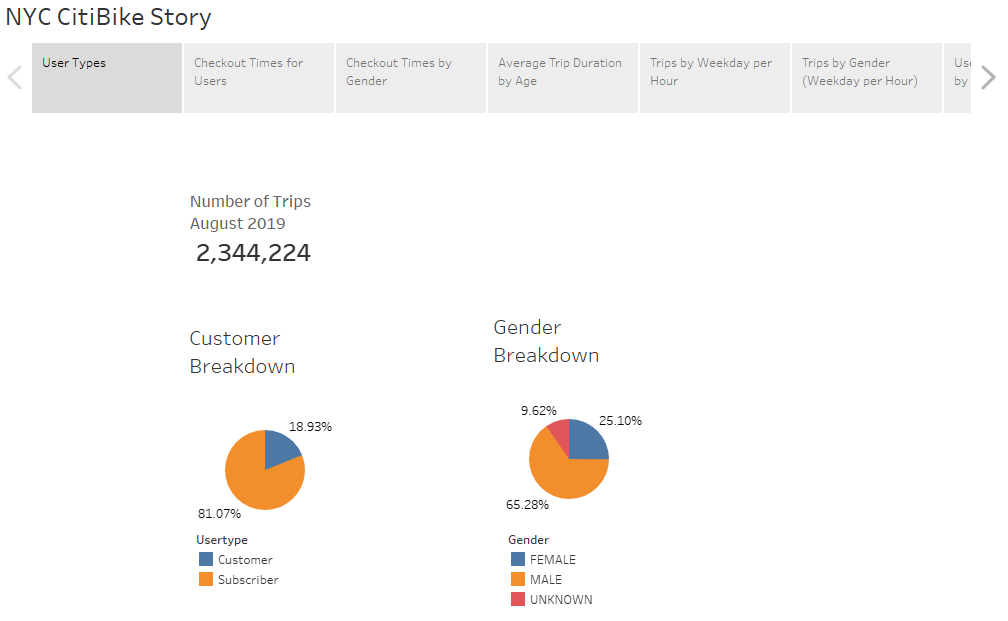 NYC CitiBike Story
User Types
Checkout Times for
Users
Checkout Times by
Gender
Average Trip Duration
by Age
Trips by Weekday per
Hour
Trips by Gender
(Weekday per Hour)
by
Number of Trips
August 2019
2,344,224
Customer
Breakdown
18.93%
81.07%
Usertype
Customer
Subscriber
Gender
Breakdown
9.62%
25.10%
65.28%
Gender
FEMALE
MALE
UNKNOWN